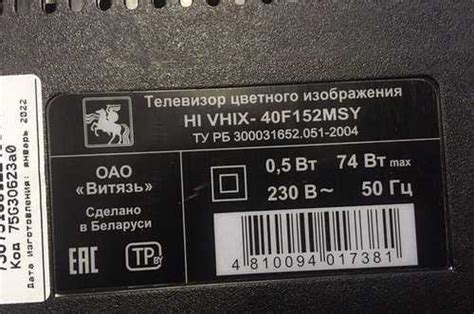 Телевизор цветного изображения
HI VHIX- 40F152MSY
ТУ РБ 300031652.051-2004
ОАО
«Витязь»
Сделано
в Беларуси
0,5 Вт 74 Вт max
230 В ~ 50 Гц
EAC
TP BY
4 810094 017381
Код 75G30623a0
Дата изготовления: январь 2022